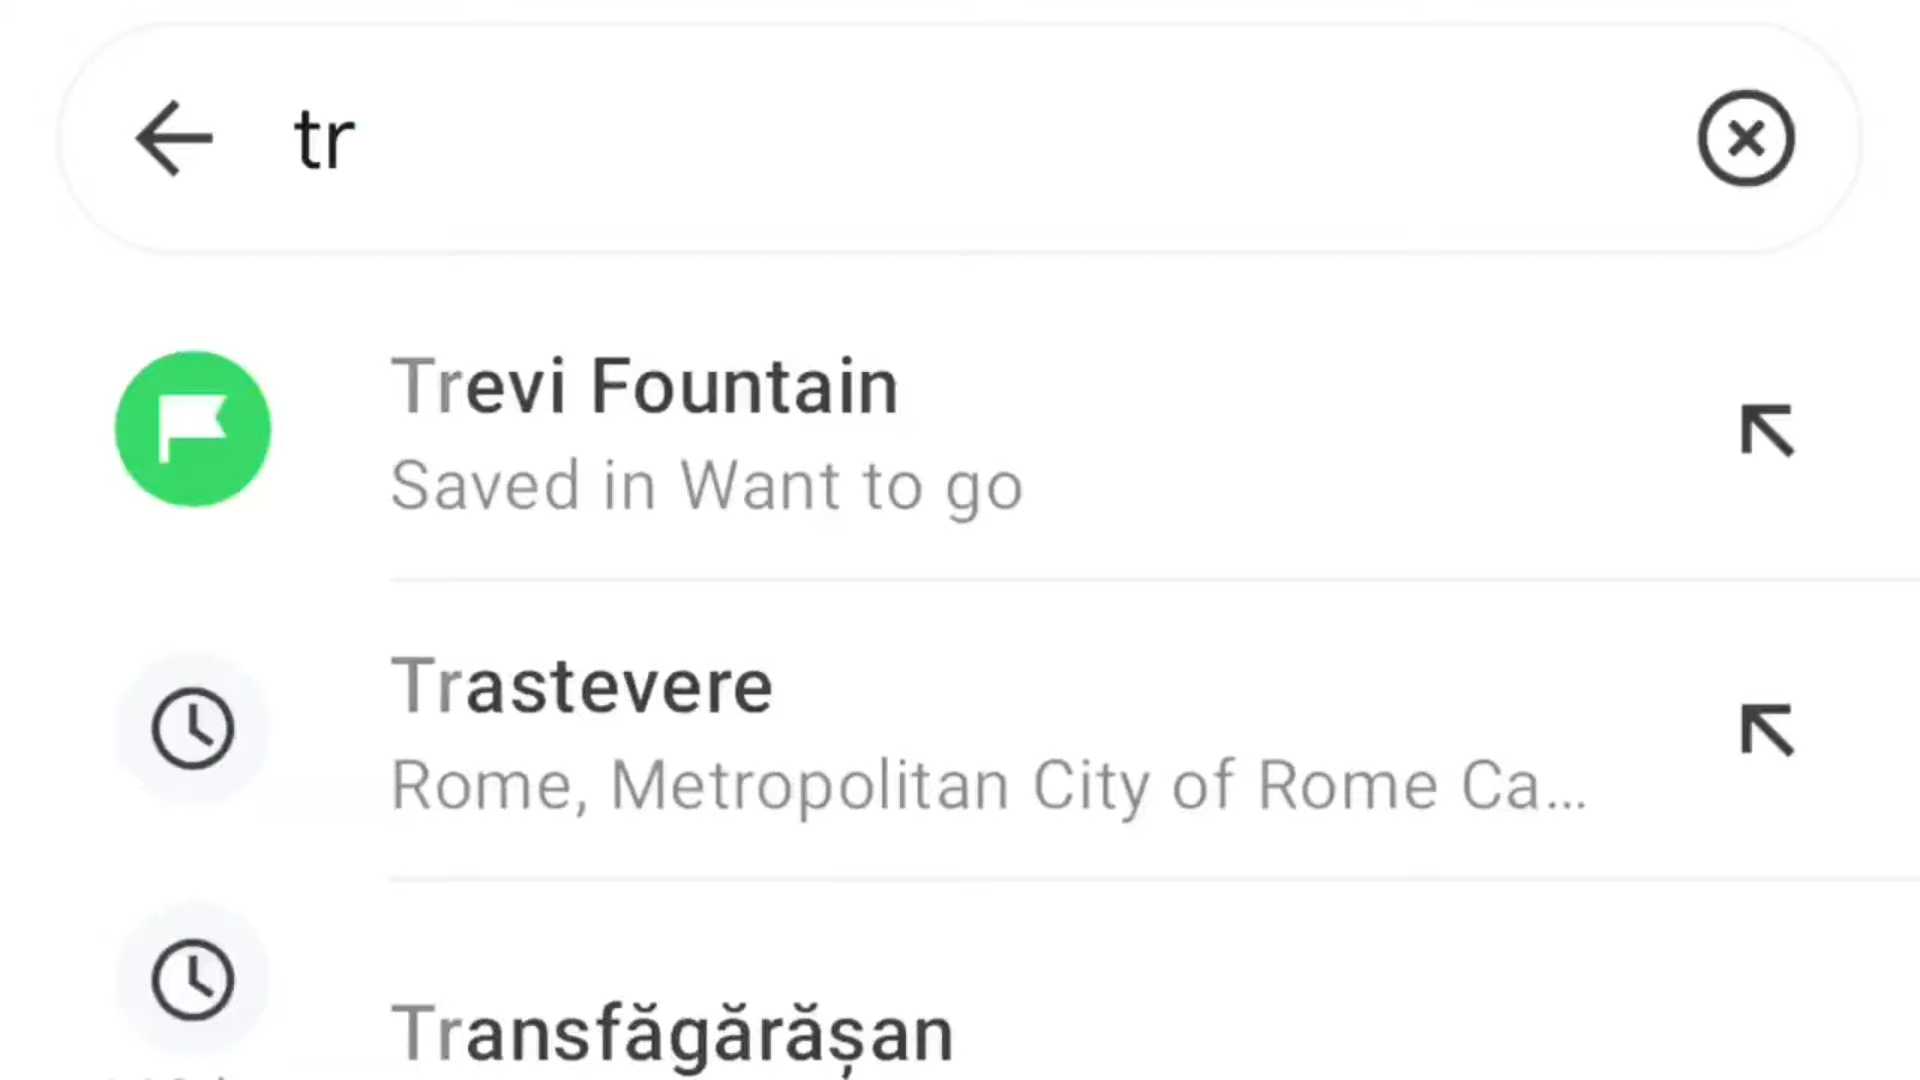 tr
Trevi Fountain
Saved in Want to go
Trastevere
Rome, Metropolitan City of Rome Ca...
Transfăgărășan